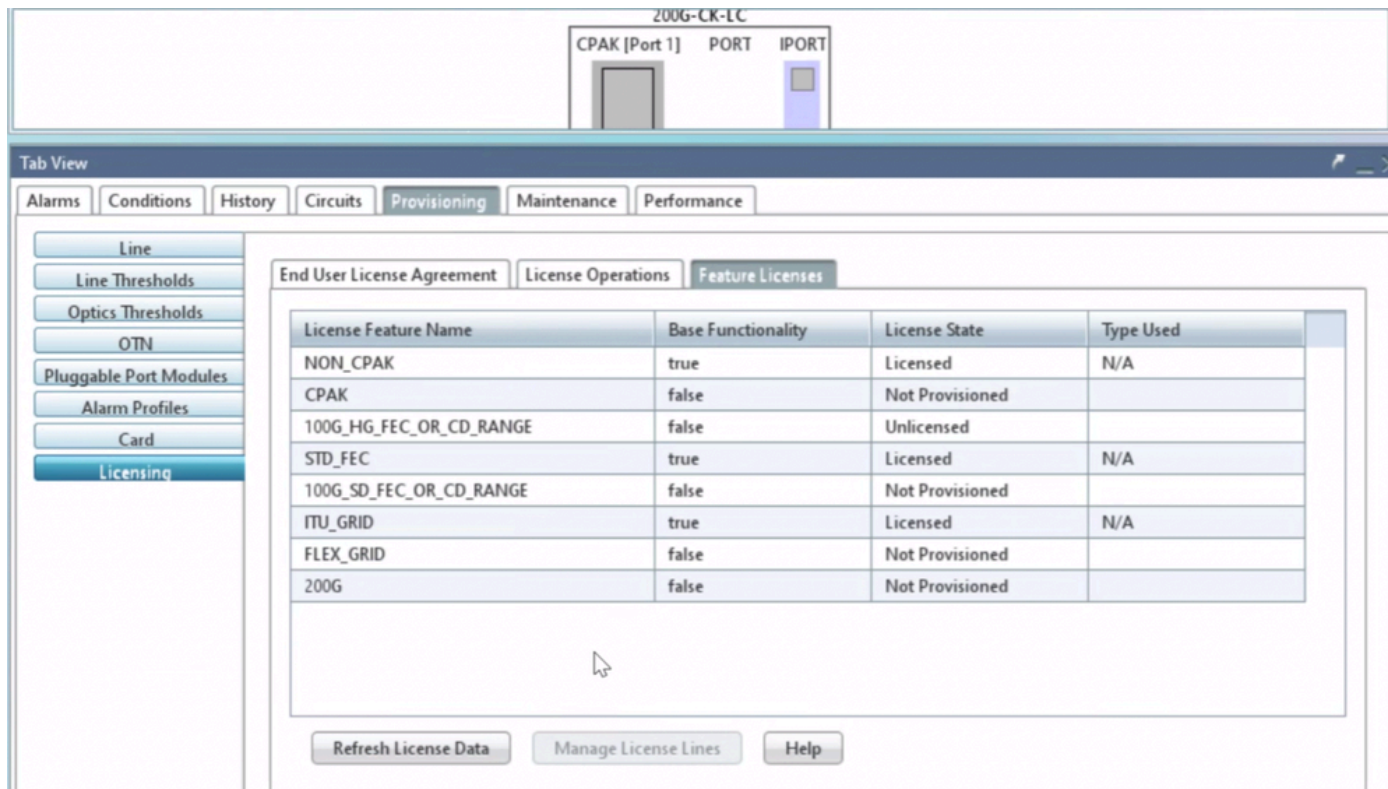 200G-CK-LC
CPAK [Port 1] PORT IPORT
Tab View
Alarms Conditions History Circuits Provisioning Maintenance Performance
Line
Line Thresholds
Optics Thresholds
OTN
Pluggable Port Modules
Alarm Profiles
Card
Licensing
End User License Agreement License Operations Feature Licenses
License Feature Name Base Functionality License State Type Used
NON_CPAK true Licensed N/A
CPAK false Not Provisioned
100G_HG_FEC_OR_CD_RANGE false Unlicensed
STD_FEC true Licensed N/A
100G_SD_FEC_OR_CD_RANGE false Not Provisioned
ITU_GRID true Licensed N/A
FLEX_GRID false Not Provisioned
200G false Not Provisioned
Refresh License Data Manage License Lines Help